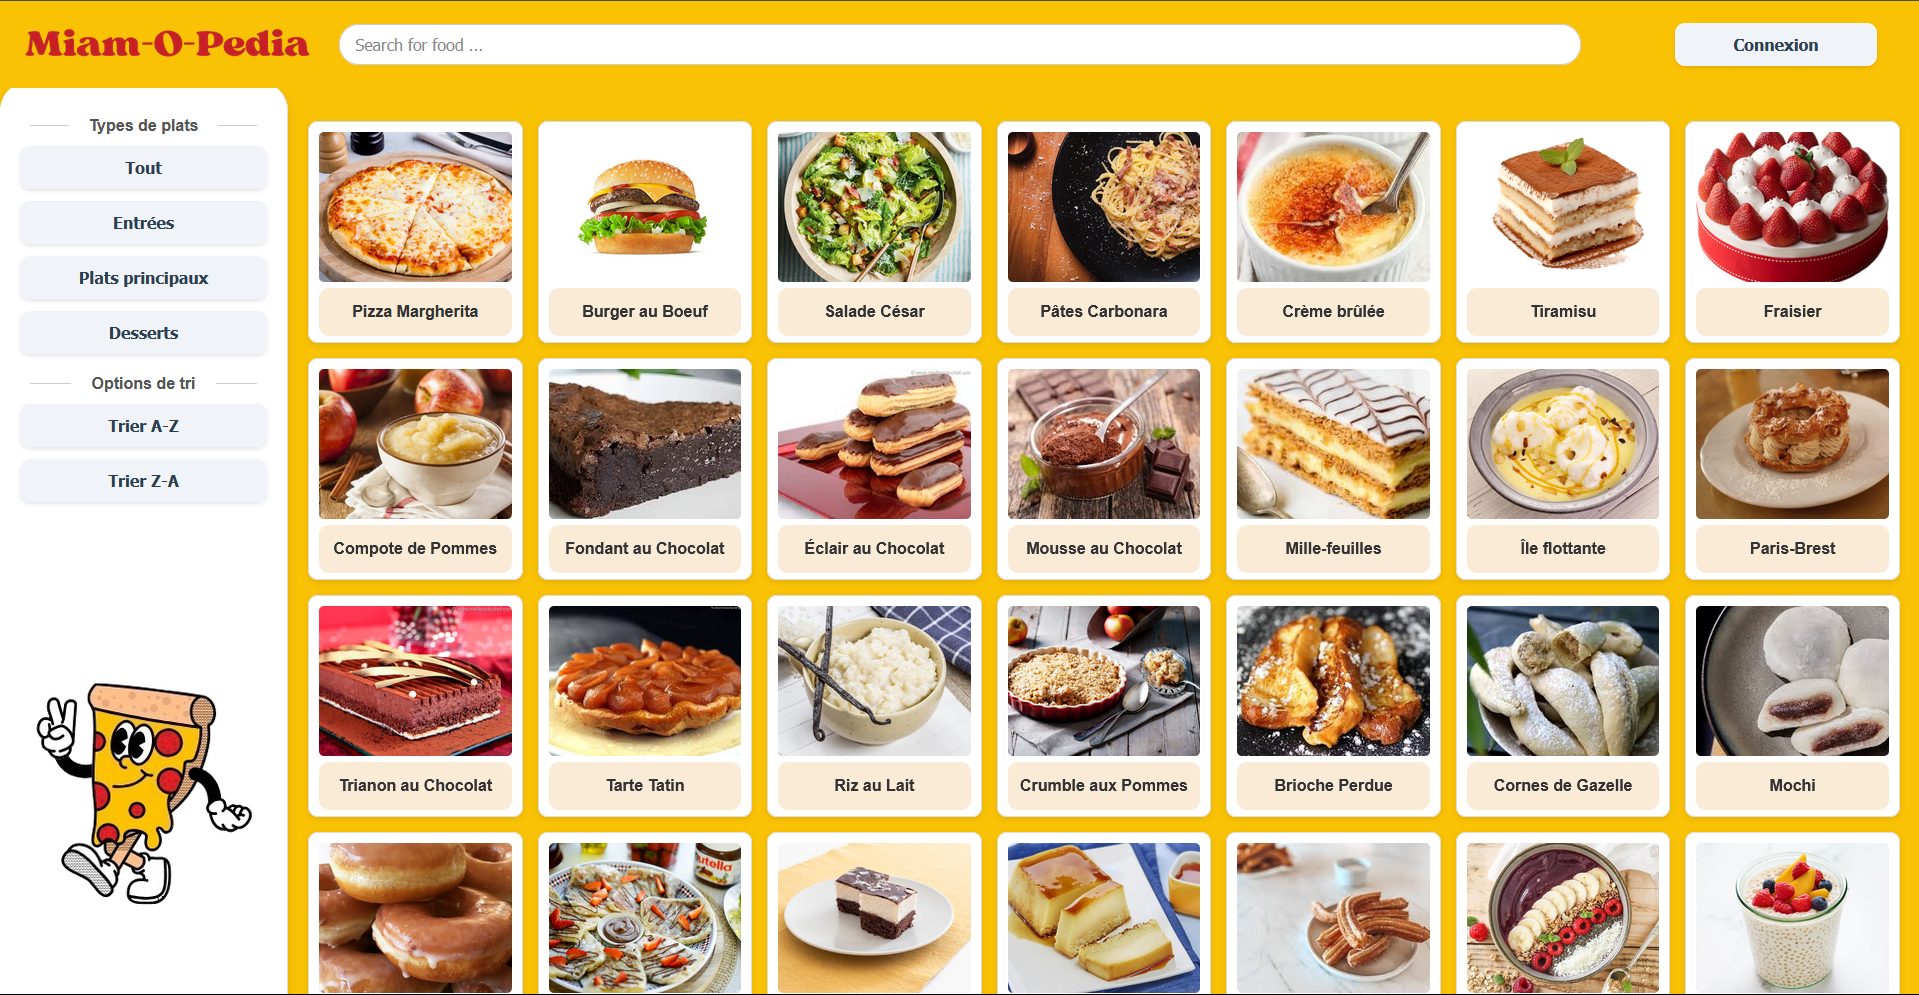 Miam-O-Pedia
Search for food ...
Connexion
Types de plats
Tout
Entrées
Plats principaux
Desserts
Options de tri
Trier A-Z
Trier Z-A
Pizza Margherita
Burger au Boeuf
Salade César
Pâtes Carbonara
Crème brûlée
Tiramisu
Fraisier
Compote de Pommes
Fondant au Chocolat
Éclair au Chocolat
Mousse au Chocolat
Mille-feuilles
Île flottante
Paris-Brest
Trianon au Chocolat
Tarte Tatin
Riz au Lait
Crumble aux Pommes
Brioche Perdue
Cornes de Gazelle
Mochi
nutella